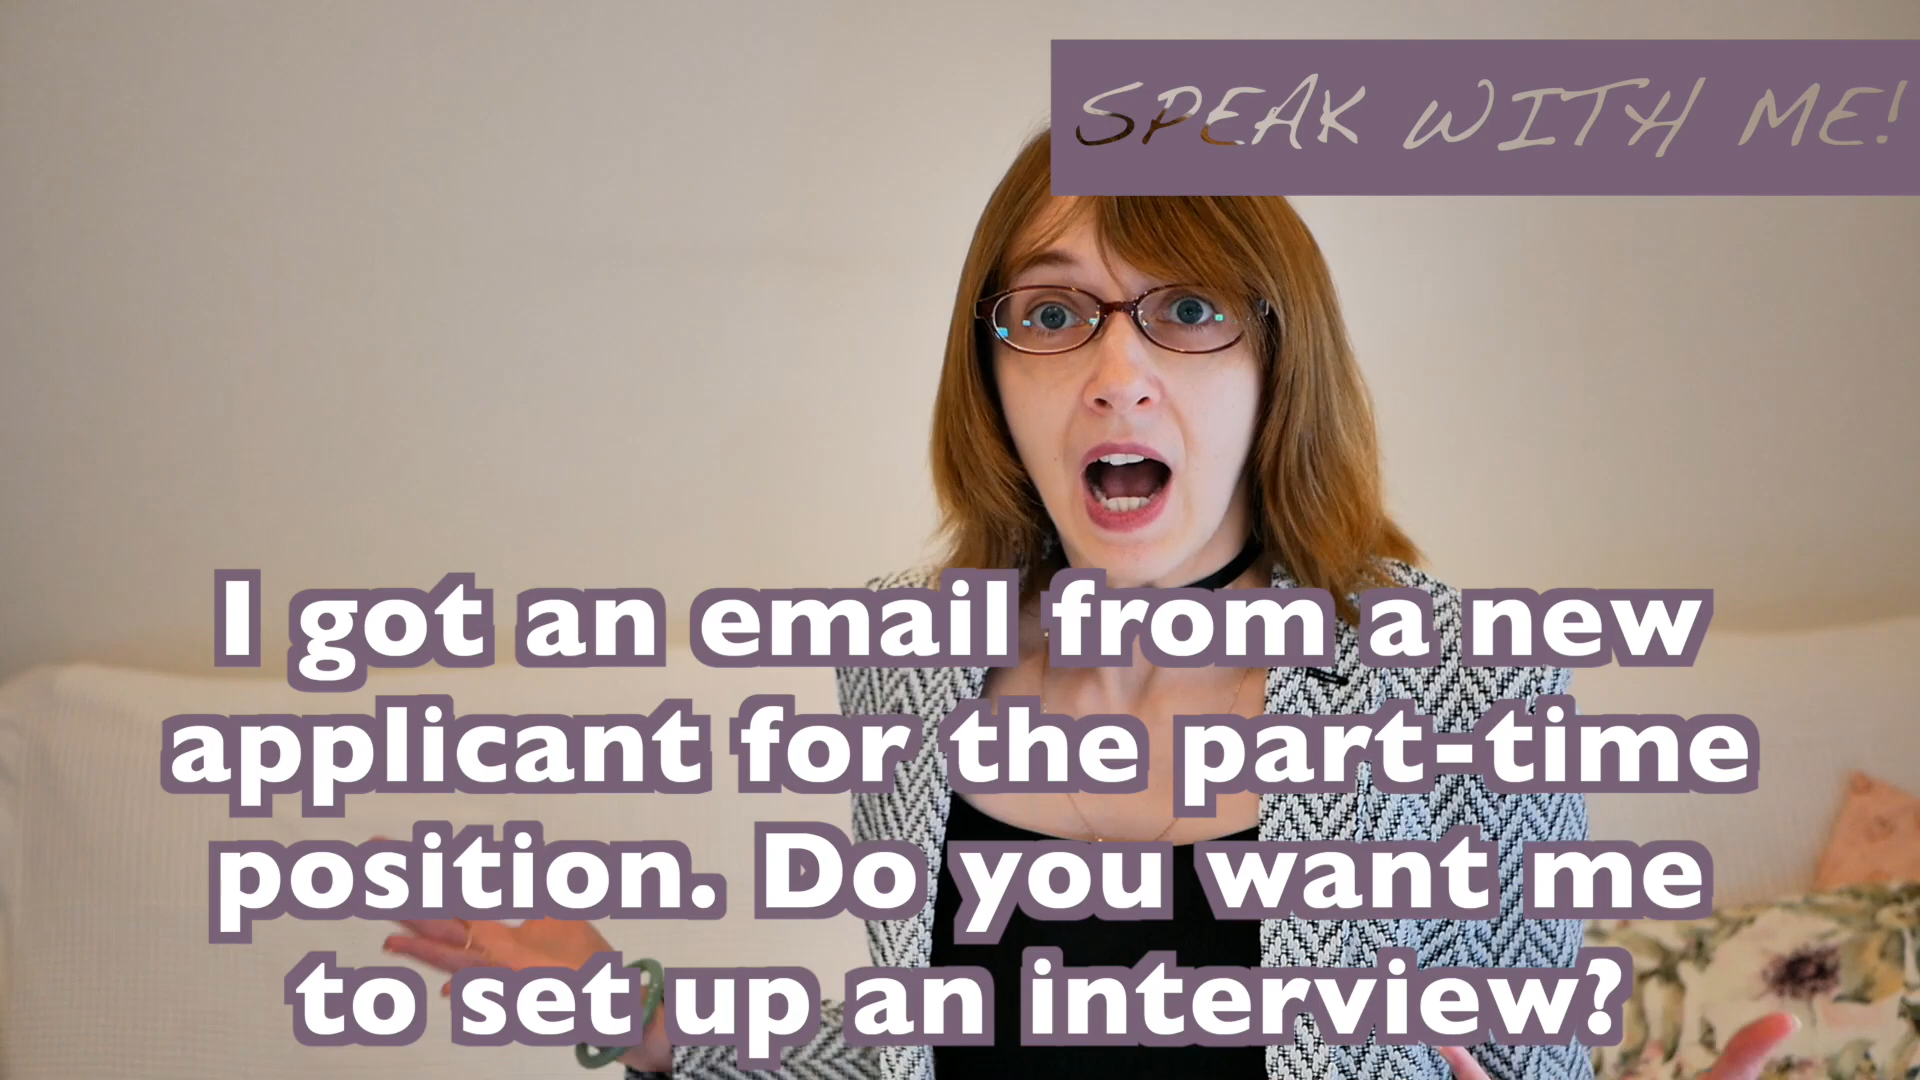 SPEAK WITH ME!
I got an email from a new
applicant for the part-time
position. Do you want me
to set up an interview?